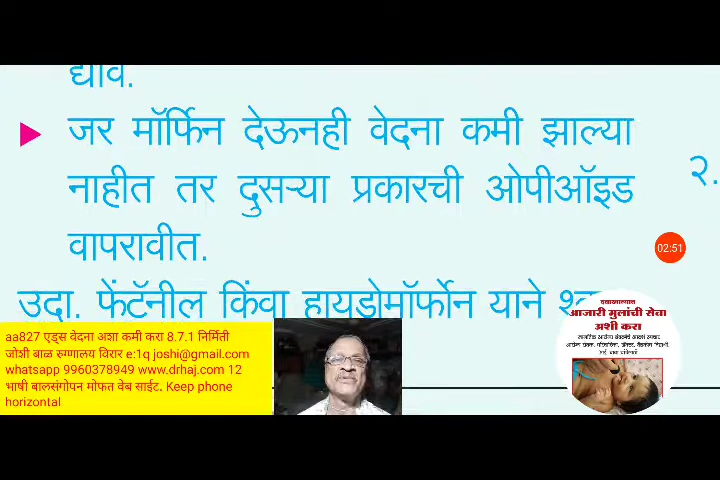 द्यावे.
▶ जर मॉर्फिन देऊनही वेदना कमी झाल्या
नाहीत तर दुसऱ्या प्रकारची ओपीऑइड
वापरावीत.
२.
02:51
उदा. फेंटॅनील किंवा हायड्रोमॉर्फोन याने
aa827 एड्स वेदना अशा कमी करा 8.7.1 निर्मिती
जोशी बाळ रुग्णालय विरार e:1q joshi@gmail.com
whatsapp 9960378949 www.drhaj.com 12
भाषी बालसंगोपन मोफत वेब साईट. Keep phone
horizontal
दवाखान्यात
आजारी मुलांची सेवा
अशी करा